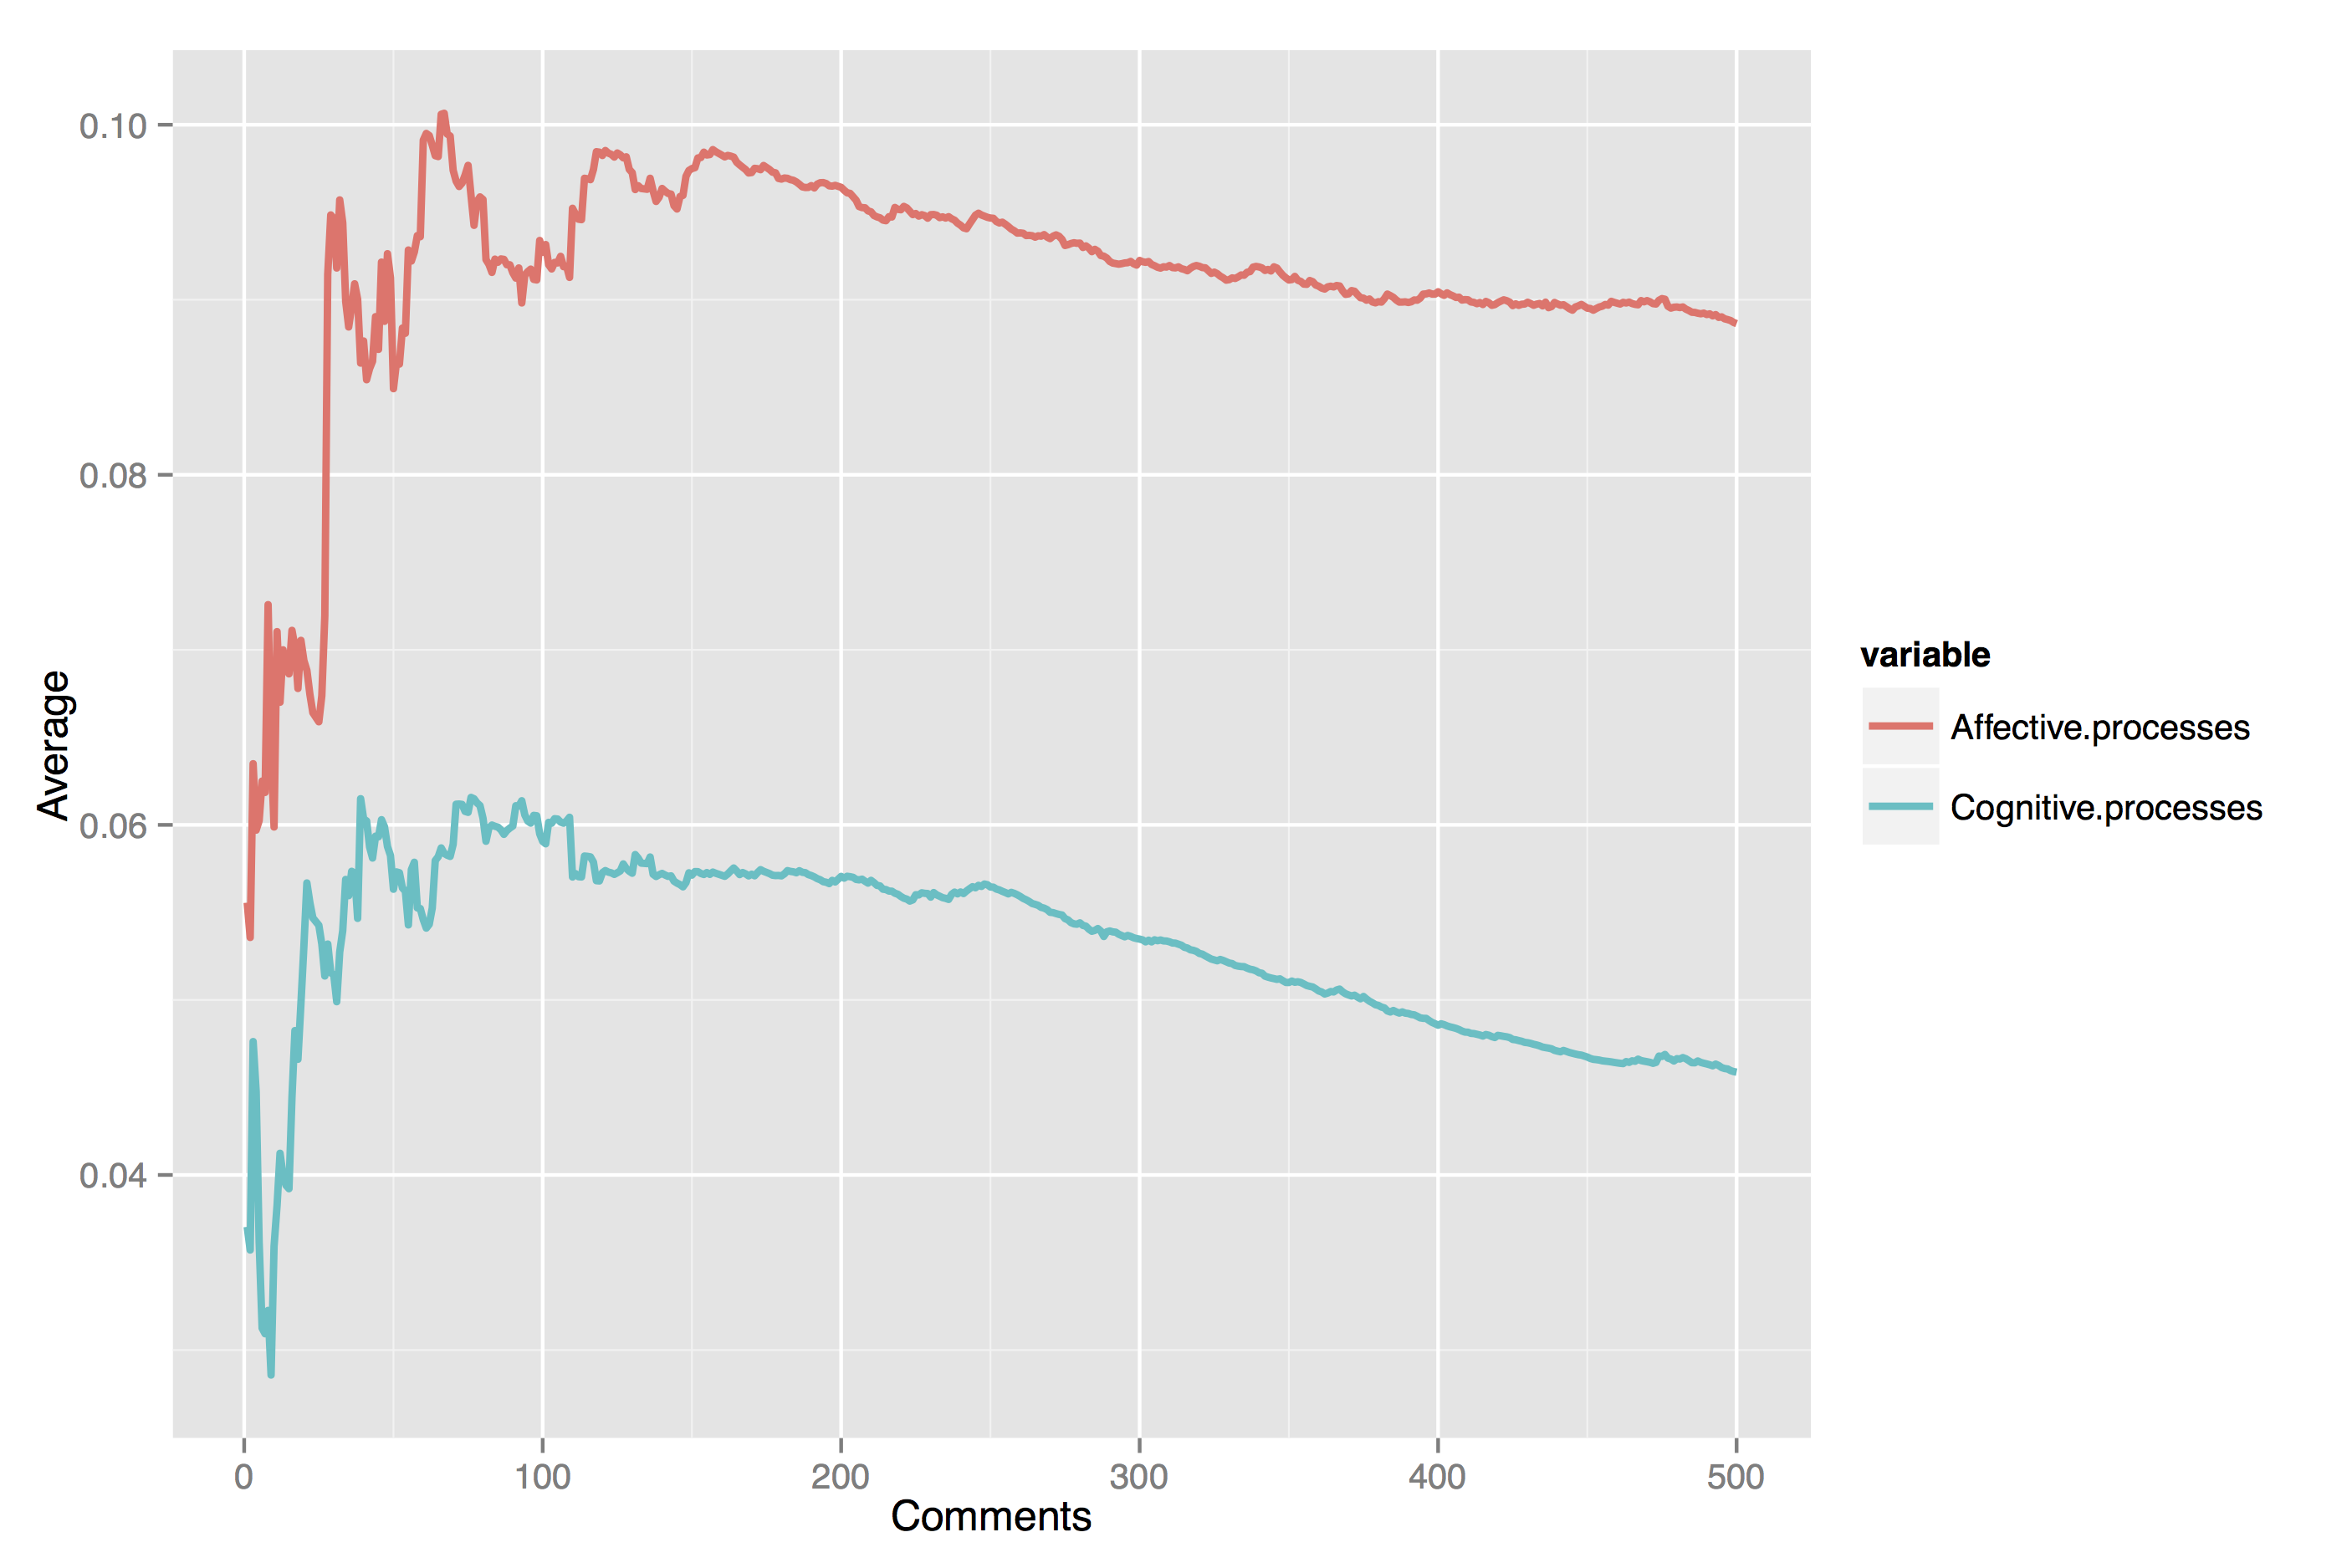 0.10
0.08
0.06
0.04
Average
0 100 200 300 400 500
Comments
variable
Affective.processes
Cognitive.processes